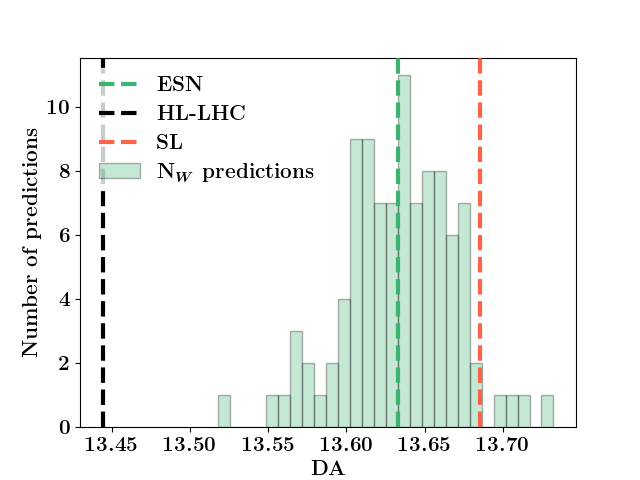 ESN
HL-LHC
SL
N_W predictions
Number of predictions
10
8
6
4
2
0
13.45 13.50 13.55 13.60 13.65 13.70
DA